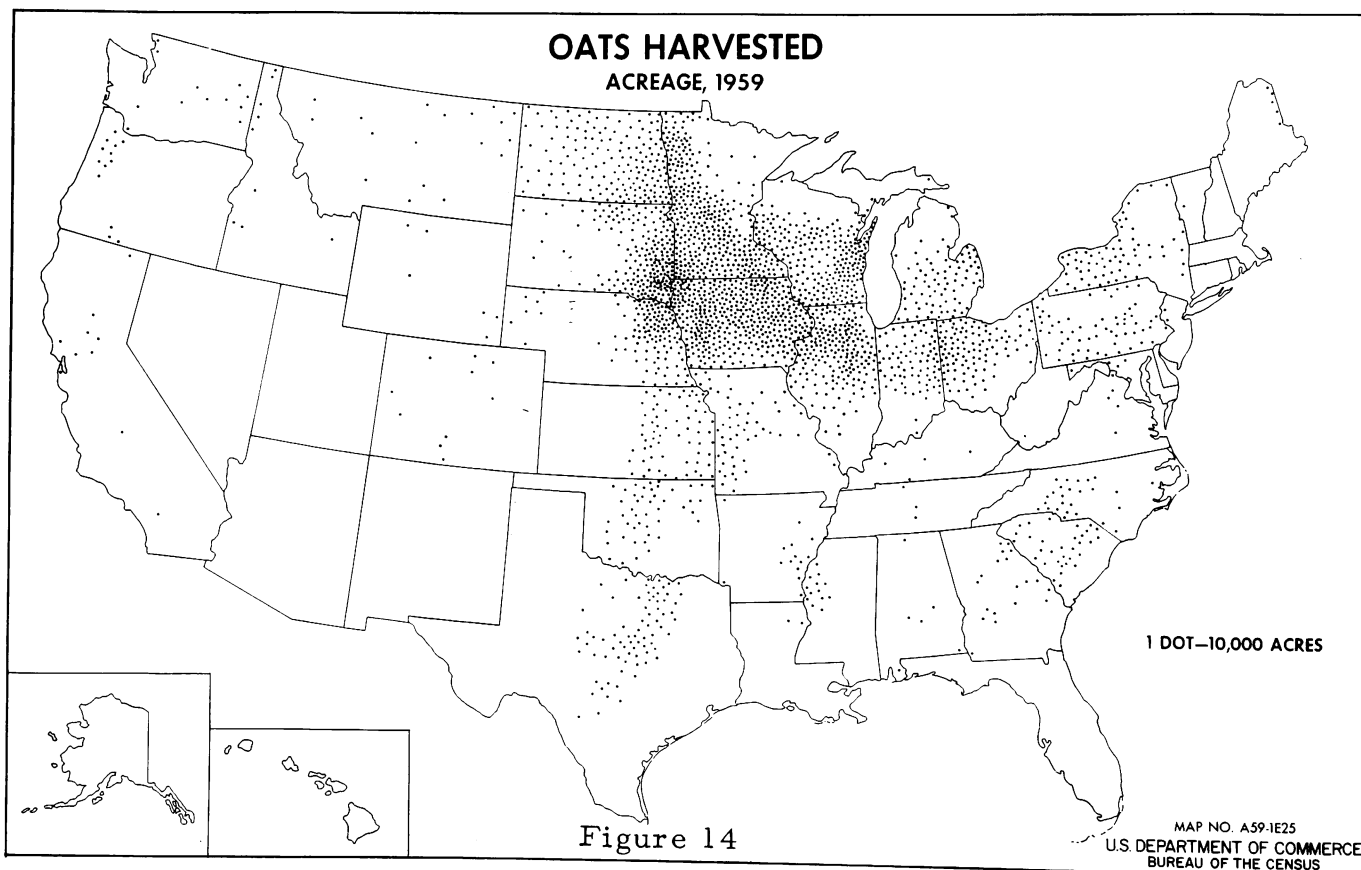 OATS HARVESTED
ACREAGE, 1959
1 DOT—10,000 ACRES
Figure 14
MAP NO. A59-1E25
U.S. DEPARTMENT OF COMMERCE
BUREAU OF THE CENSUS